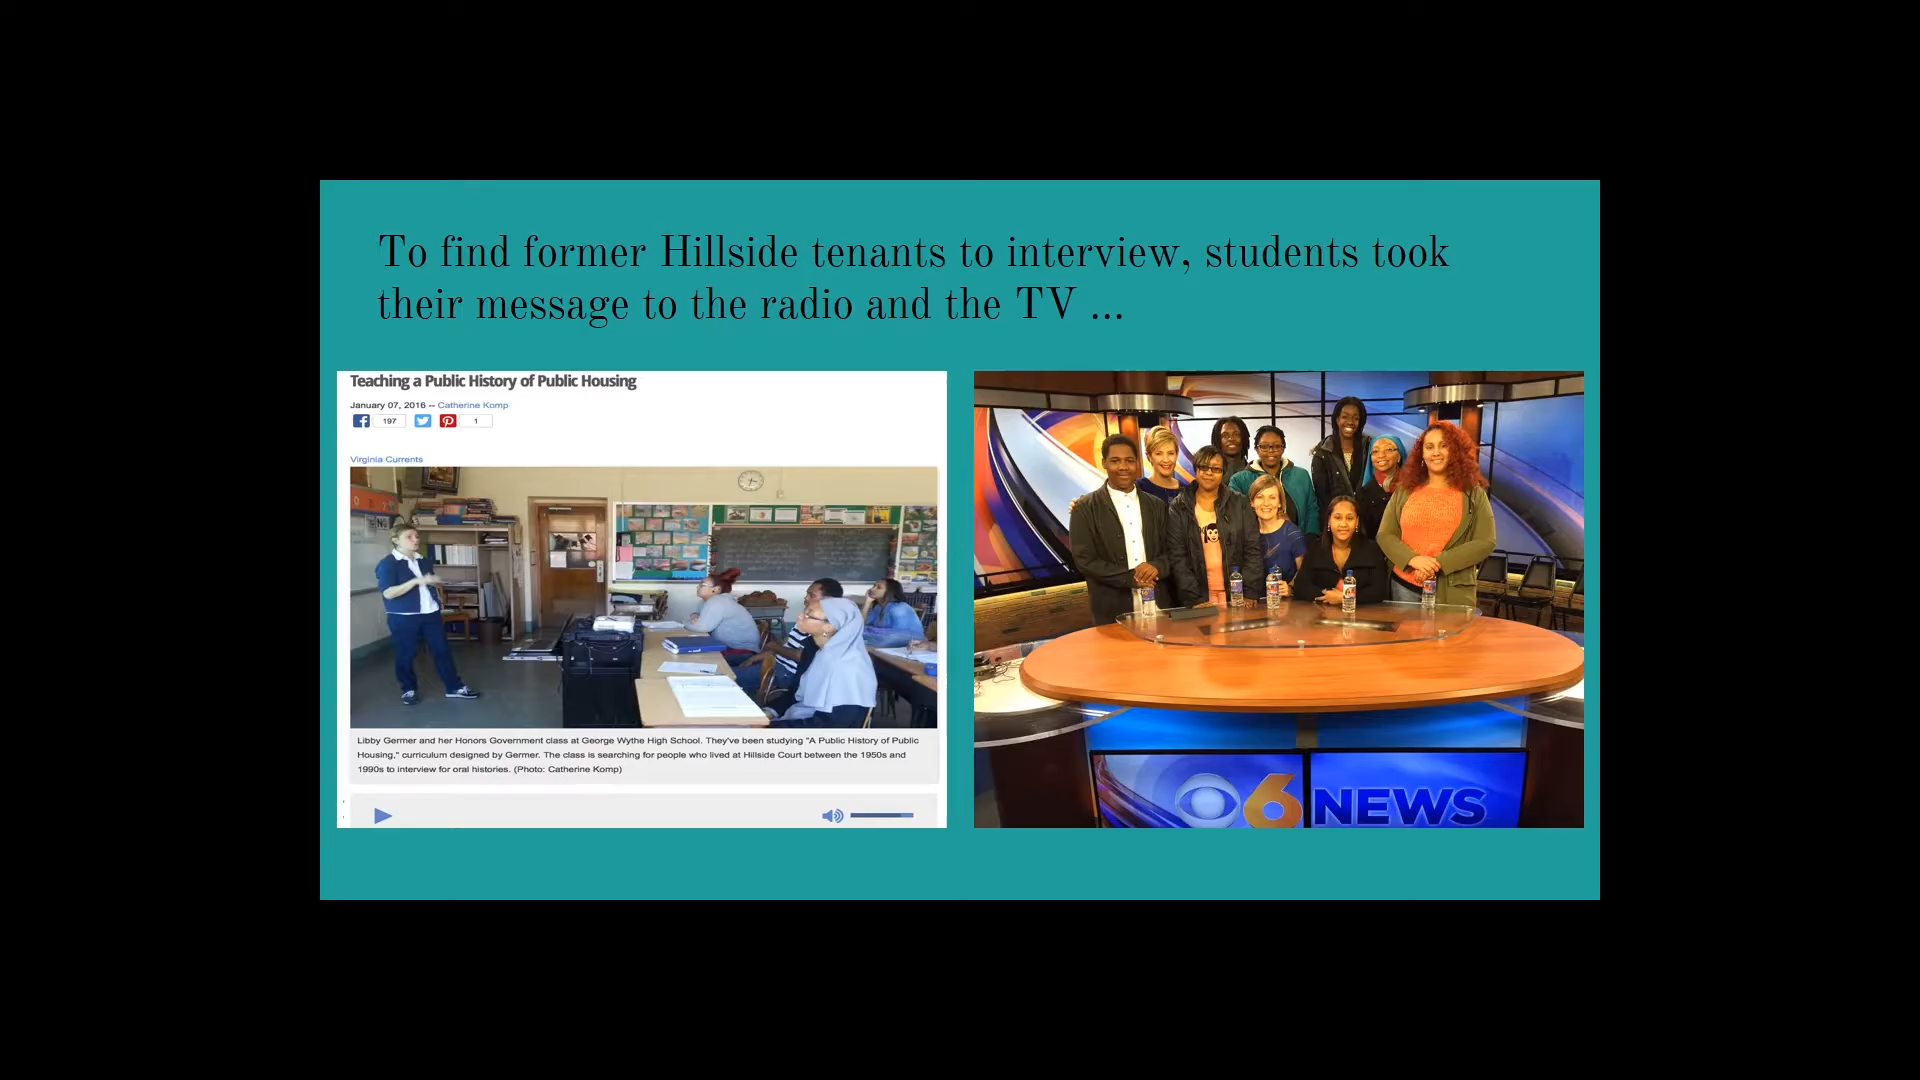 To find former Hillside tenants to interview, students took
their message to the radio and the TV ...
Teaching a Public History of Public Housing
January 07, 2016 -- Catherine Komp
197
1
Virginia Currents
Libby Germer and her Honors Government class at George Wythe High School. They've been studying "A Public History of Public
Housing," curriculum designed by Germer. The class is searching for people who lived at Hillside Court between the 1950s and
1990s to interview for oral histories. (Photo: Catherine Komp)
6 NEWS